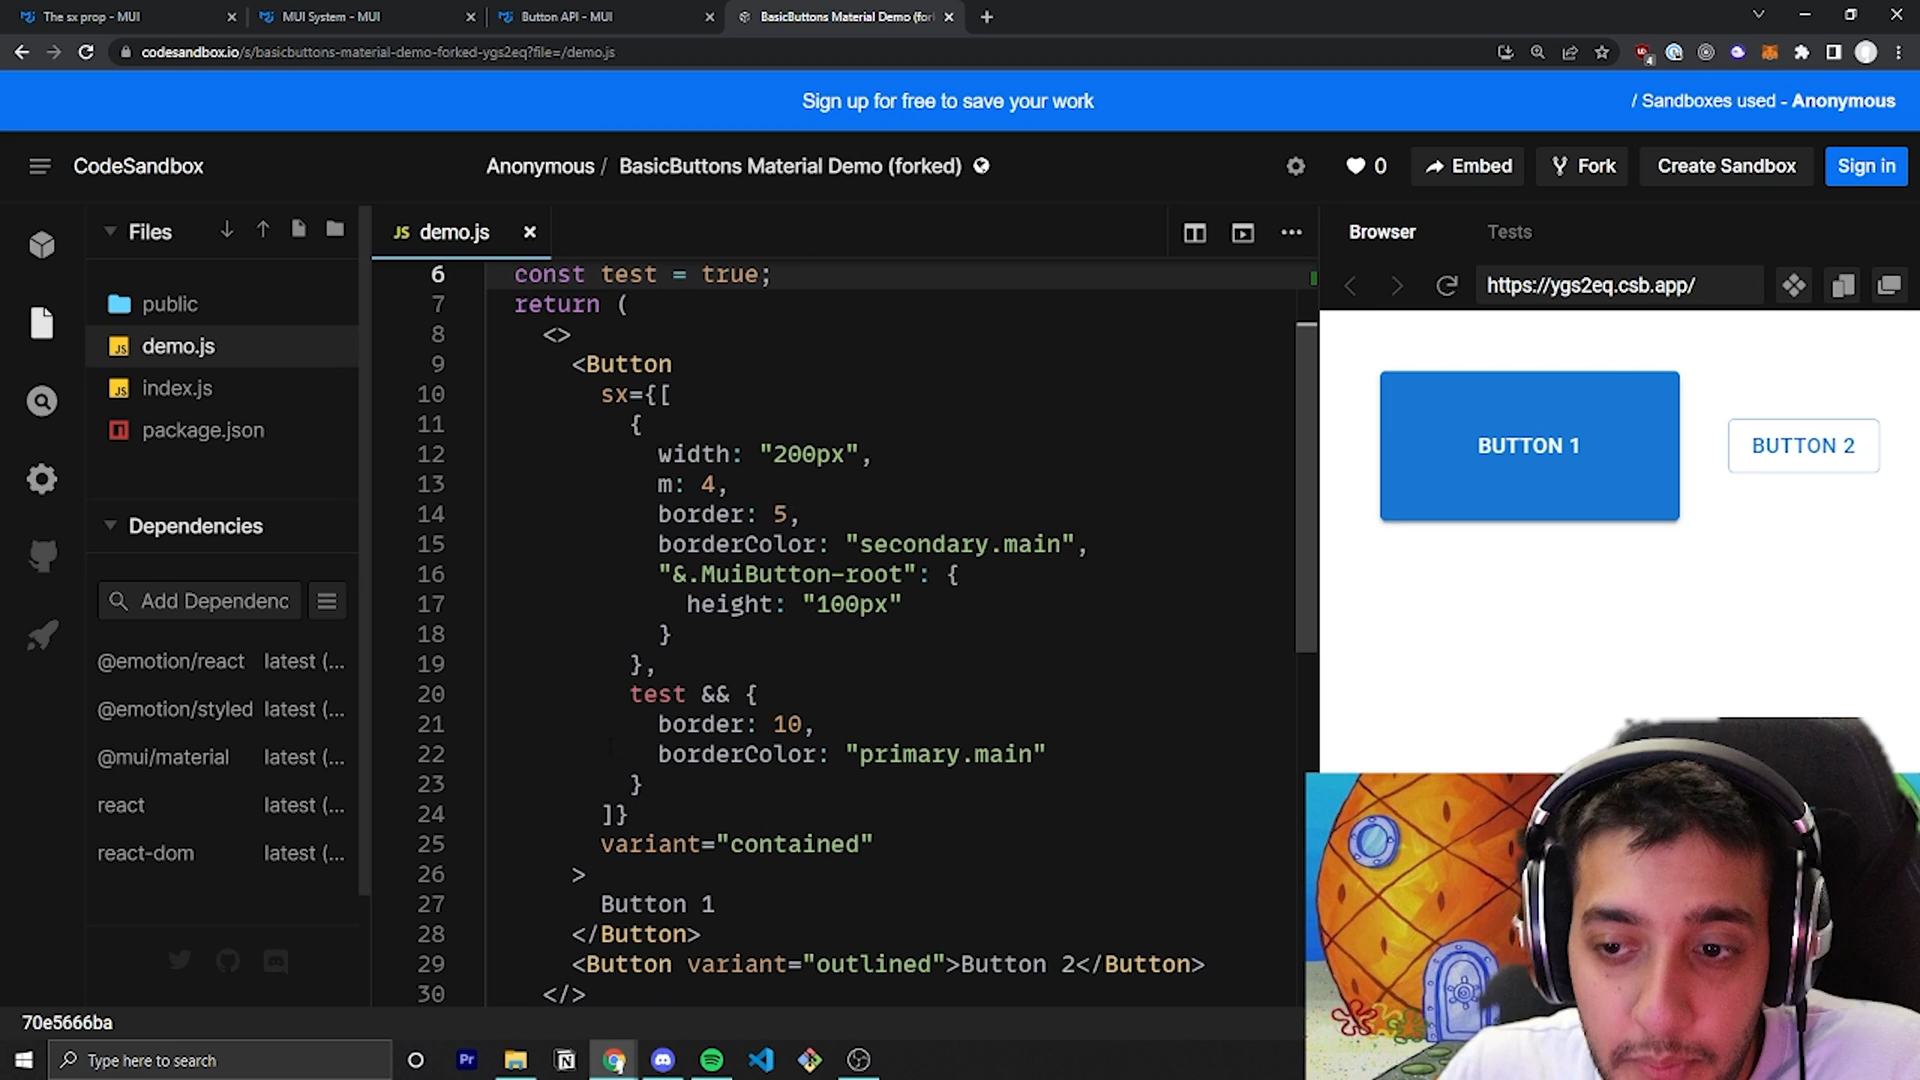 The sx prop - MUI
MUI System - MUI
Button API - MUI
BasicButtons Material Demo (for
codesandbox.io/s/basicbuttons-material-demo-forked-ygs2eq?file=/demo.js
4
Sign up for free to save your work
/ Sandboxes used - Anonymous
CodeSandbox
Anonymous / BasicButtons Material Demo (forked)
0
Embed
Fork
Create Sandbox
Sign in
Files
JS demo.js
Browser
Tests
https://ygs2eq.csb.app/
public
JS demo.js
JS index.js
package.json
Dependencies
Add Dependenc
@emotion/react latest (...
@emotion/styled latest (...
@mui/material latest (...
react latest (...
react-dom latest (...
6 const test = true;
7 return (
8 <>
9 <Button
10 sx={[
11 {
12 width: "200px",
13 m: 4,
14 border: 5,
15 borderColor: "secondary.main",
16 "&.MuiButton-root": {
17 height: "100px"
18 }
19 },
20 test && {
21 border: 10,
22 borderColor: "primary.main"
23 }
24 ]}
25 variant="contained"
26 >
27 Button 1
28 </Button>
29 <Button variant="outlined">Button 2</Button>
30 </>
BUTTON 1
BUTTON 2
70e5666ba
Type here to search
Pr